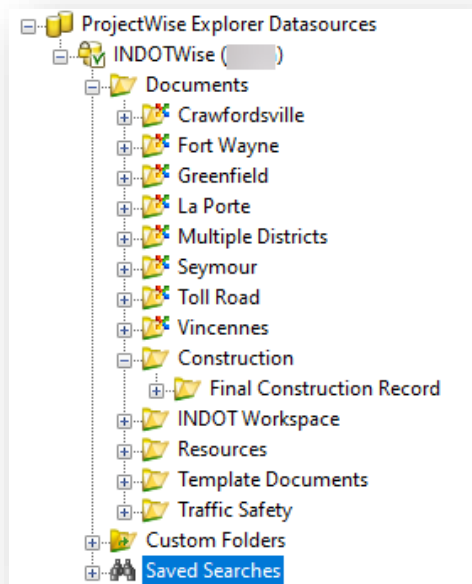 ProjectWise Explorer Datasources
INDOTWise ( )
Documents
Crawfordsville
Fort Wayne
Greenfield
La Porte
Multiple Districts
Seymour
Toll Road
Vincennes
Construction
Final Construction Record
INDOT Workspace
Resources
Template Documents
Traffic Safety
Custom Folders
Saved Searches